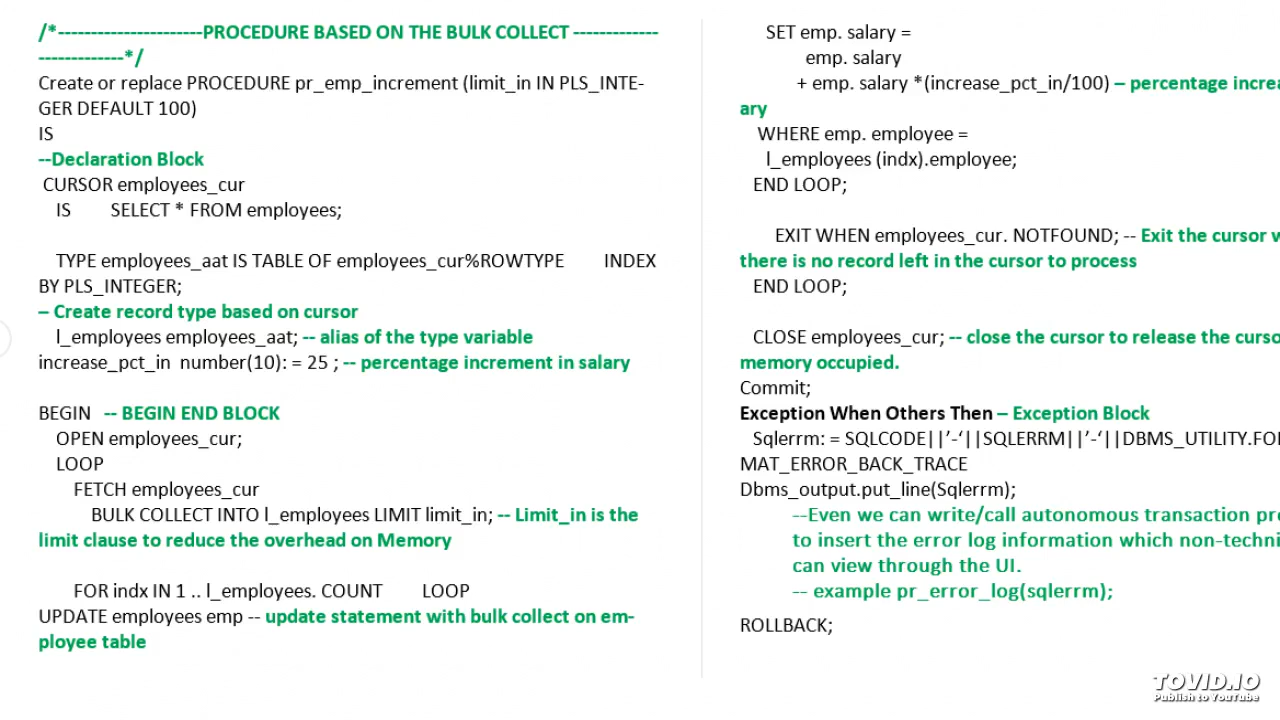 /*----------------------PROCEDURE BASED ON THE BULK COLLECT -------------
-------------*/
Create or replace PROCEDURE pr_emp_increment (limit_in IN PLS_INTE-
GER DEFAULT 100)
IS
--Declaration Block
CURSOR employees_cur
IS SELECT * FROM employees;
TYPE employees_aat IS TABLE OF employees_cur%ROWTYPE INDEX
BY PLS_INTEGER;
– Create record type based on cursor
l_employees employees_aat; -- alias of the type variable
increase_pct_in number(10): = 25 ; -- percentage increment in salary
BEGIN -- BEGIN END BLOCK
OPEN employees_cur;
LOOP
FETCH employees_cur
BULK COLLECT INTO l_employees LIMIT limit_in; -- Limit_in is the
limit clause to reduce the overhead on Memory
FOR indx IN 1 .. l_employees. COUNT LOOP
UPDATE employees emp -- update statement with bulk collect on em-
ployee table
SET emp. salary =
emp. salary
+ emp. salary *(increase_pct_in/100) – percentage
ary
WHERE emp. employee =
l_employees (indx).employee;
END LOOP;
EXIT WHEN employees_cur. NOTFOUND; -- Exit the cursor
there is no record left in the cursor to process
END LOOP;
CLOSE employees_cur; -- close the cursor to release the
memory occupied.
Commit;
Exception When Others Then – Exception Block
Sqlerrm: = SQLCODE||’-‘||SQLERRM||’-‘||DBMS_UTILITY.FO
MAT_ERROR_BACK_TRACE
Dbms_output.put_line(Sqlerrm);
--Even we can write/call autonomous transaction
to insert the error log information which
can view through the UI.
-- example pr_error_log(sqlerrm);
ROLLBACK;
TOVID.IO
Publish to YouTube